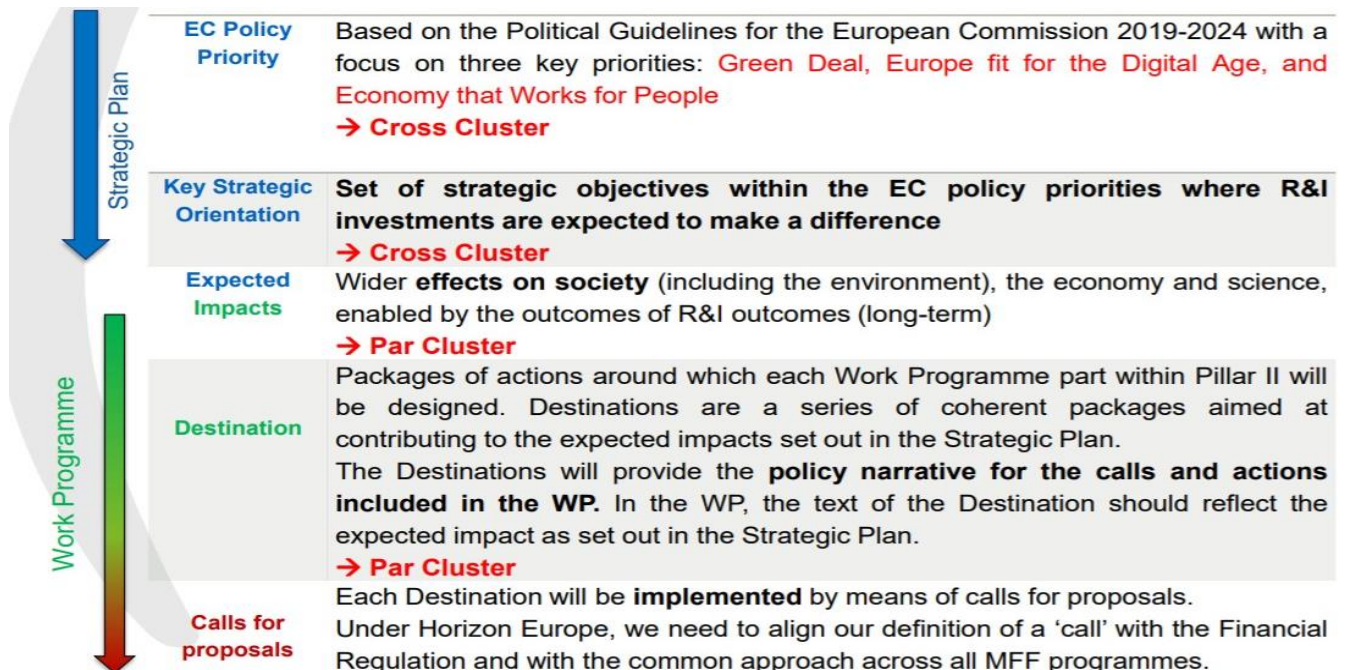 Strategic Plan
EC Policy
Priority
Based on the Political Guidelines for the European Commission 2019-2024 with a
focus on three key priorities: Green Deal, Europe fit for the Digital Age, and
Economy that Works for People
→ Cross Cluster
Key Strategic
Orientation
Set of strategic objectives within the EC policy priorities where R&I
investments are expected to make a difference
→ Cross Cluster
Expected
Impacts
Wider effects on society (including the environment), the economy and science,
enabled by the outcomes of R&I outcomes (long-term)
→ Par Cluster
Work Programme
Destination
Packages of actions around which each Work Programme part within Pillar II will
be designed. Destinations are a series of coherent packages aimed at
contributing to the expected impacts set out in the Strategic Plan.
The Destinations will provide the policy narrative for the calls and actions
included in the WP. In the WP, the text of the Destination should reflect the
expected impact as set out in the Strategic Plan.
→ Par Cluster
Calls for
proposals
Each Destination will be implemented by means of calls for proposals.
Under Horizon Europe, we need to align our definition of a ‘call’ with the Financial
Regulation and with the common approach across all MFF programmes.